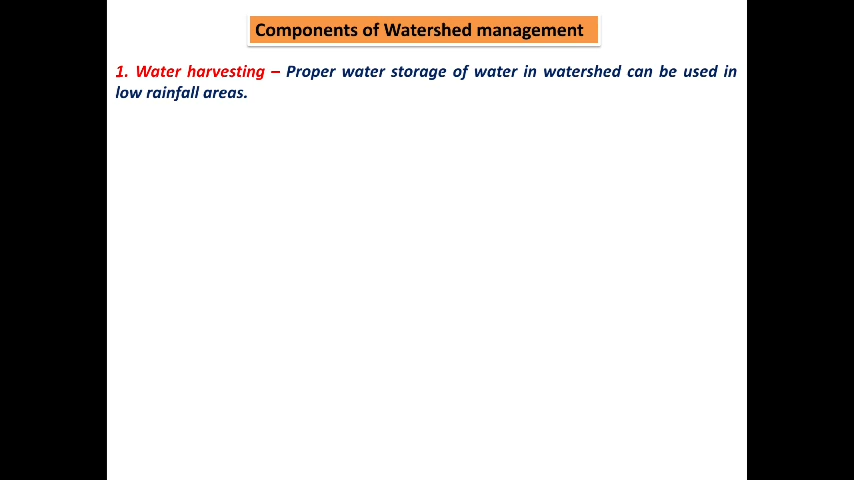 Components of Watershed management
1. Water harvesting – Proper water storage of water in watershed can be used in
low rainfall areas.